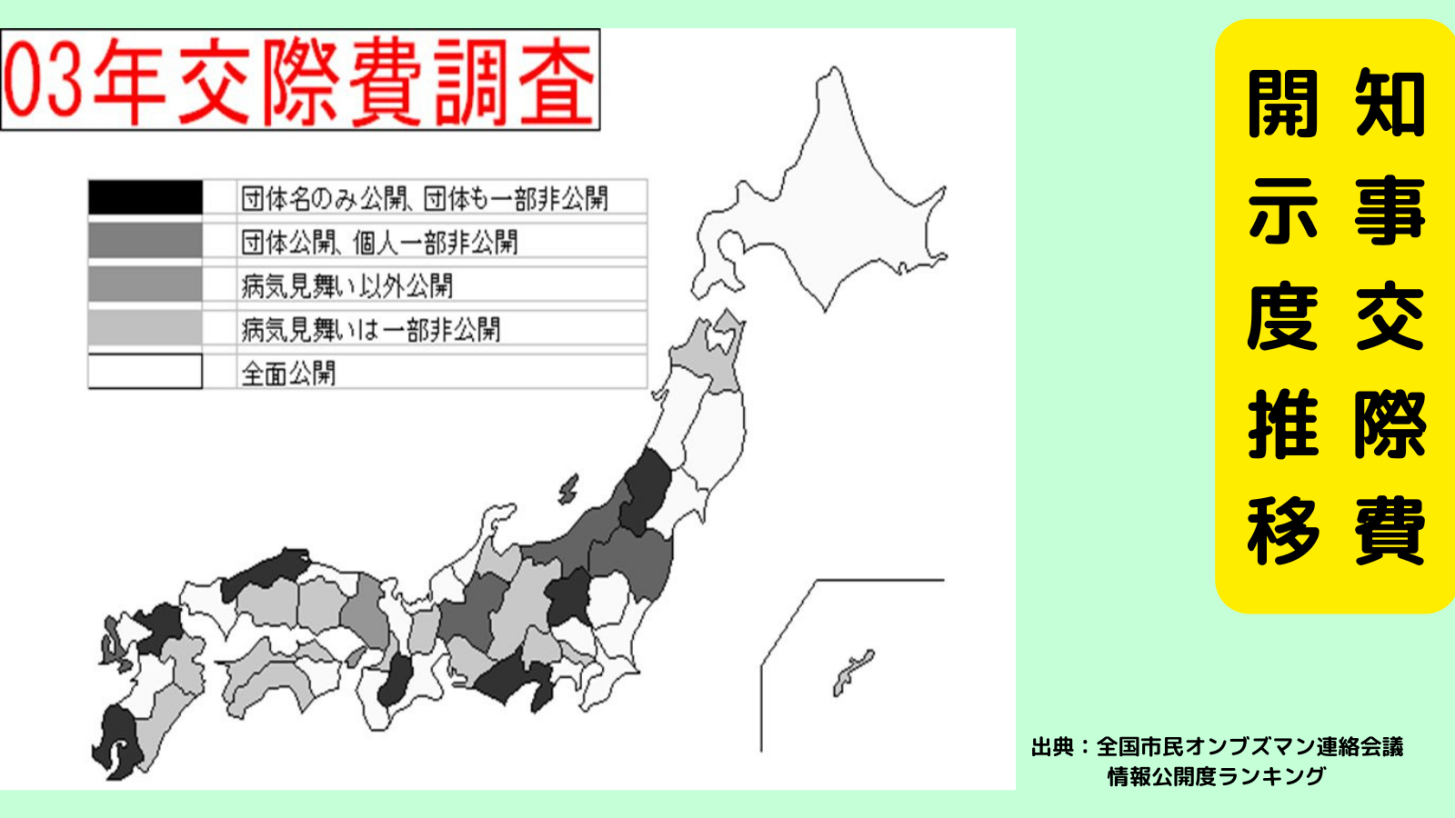 03年交際費調査
団体名のみ公開、団体も一部非公開
団体公開、個人一部非公開
病気見舞い以外公開
病気見舞いは一部非公開
全面公開
知事交際費
開示度推移
出典：全国市民オンブズマン連絡会議
情報公開度ランキング